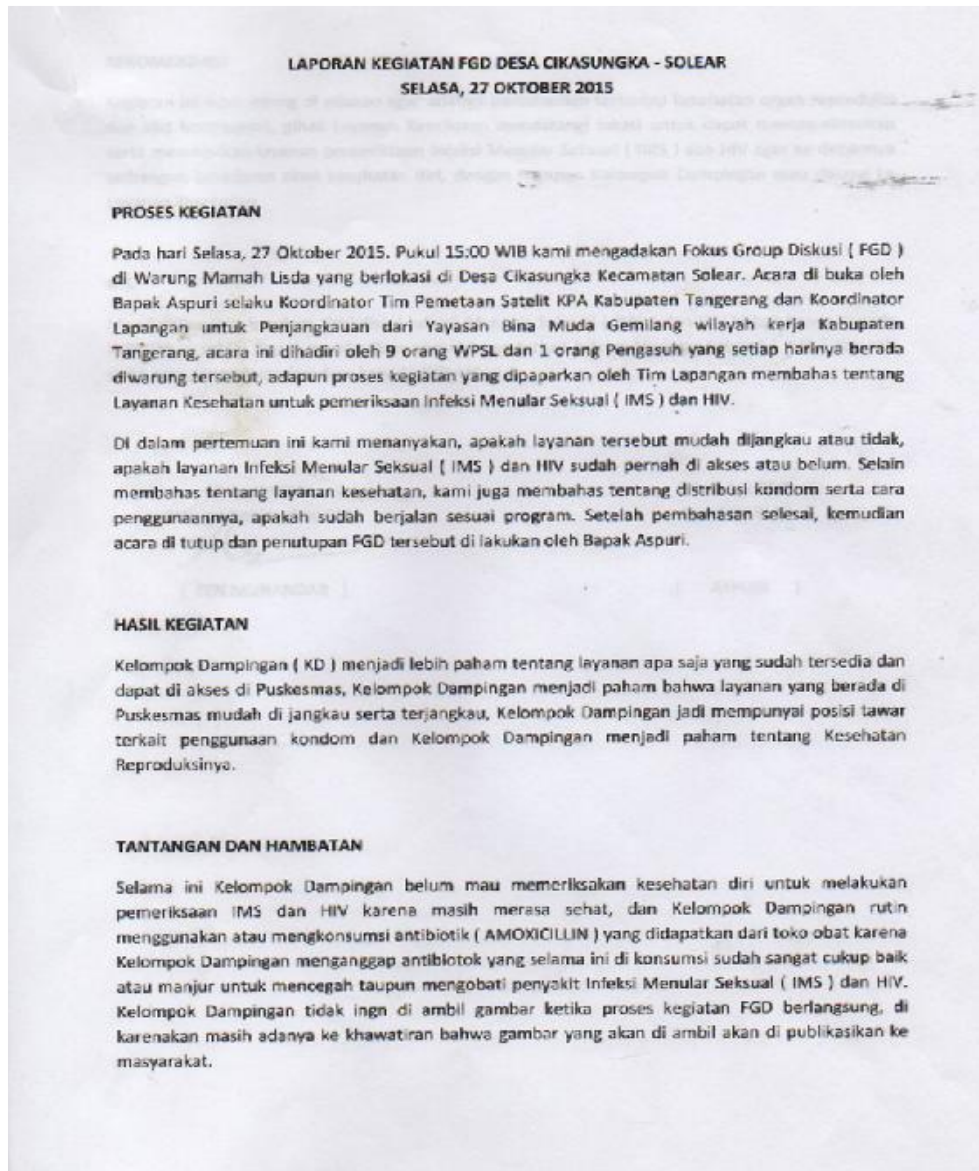 LAPORAN KEGIATAN FGD DESA CIKASUNGKA - SOLEAR
SELASA, 27 OKTOBER 2015
PROSES KEGIATAN
Pada hari Selasa, 27 Oktober 2015. Pukul 15:00 WIB kami mengadakan Fokus Group Diskusi ( FGD )
di Warung Mamah Lisda yang berlokasi di Desa Cikasungka Kecamatan Solear. Acara di buka oleh
Bapak Aspuri selaku Koordinator Tim Pemetaan Satelit KPA Kabupaten Tangerang dan Koordinator
Lapangan untuk Penjangkauan dari Yayasan Bina Muda Gemilang wilayah kerja Kabupaten
Tangerang, acara ini dihadiri oleh 9 orang WPSL dan 1 orang Pengasuh yang setiap harinya berada
diwarung tersebut, adapun proses kegiatan yang dipaparkan oleh Tim Lapangan membahas tentang
Layanan Kesehatan untuk pemeriksaan Infeksi Menular Seksual ( IMS ) dan HIV.
Di dalam pertemuan ini kami menanyakan, apakah layanan tersebut mudah dijangkau atau tidak,
apakah layanan Infeksi Menular Seksual ( IMS ) dan HIV sudah pernah di akses atau belum. Selain
membahas tentang layanan kesehatan, kami juga membahas tentang distribusi kondom serta cara
penggunaannya, apakah sudah berjalan sesuai program. Setelah pembahasan selesai, kemudian
acara di tutup dan penutupan FGD tersebut di lakukan oleh Bapak Aspuri.
HASIL KEGIATAN
Kelompok Dampingan ( KD ) menjadi lebih paham tentang layanan apa saja yang sudah tersedia dan
dapat di akses di Puskesmas, Kelompok Dampingan menjadi paham bahwa layanan yang berada di
Puskesmas mudah di jangkau serta terjangkau, Kelompok Dampingan jadi mempunyai posisi tawar
terkait penggunaan kondom dan Kelompok Dampingan menjadi paham tentang Kesehatan
Reproduksinya.
TANTANGAN DAN HAMBATAN
Selama ini Kelompok Dampingan belum mau memeriksakan kesehatan diri untuk melakukan
pemeriksaan IMS dan HIV karena masih merasa sehat, dan Kelompok Dampingan rutin
menggunakan atau mengkonsumsi antibiotik ( AMOXICILLIN ) yang didapatkan dari toko obat karena
Kelompok Dampingan menganggap antibiotok yang selama ini di konsumsi sudah sangat cukup baik
atau manjur untuk mencegah taupun mengobati penyakit Infeksi Menular Seksual ( IMS ) dan HIV.
Kelompok Dampingan tidak ingn di ambil gambar ketika proses kegiatan FGD berlangsung, di
karenakan masih adanya ke khawatiran bahwa gambar yang akan di ambil akan di publikasikan ke
masyarakat.